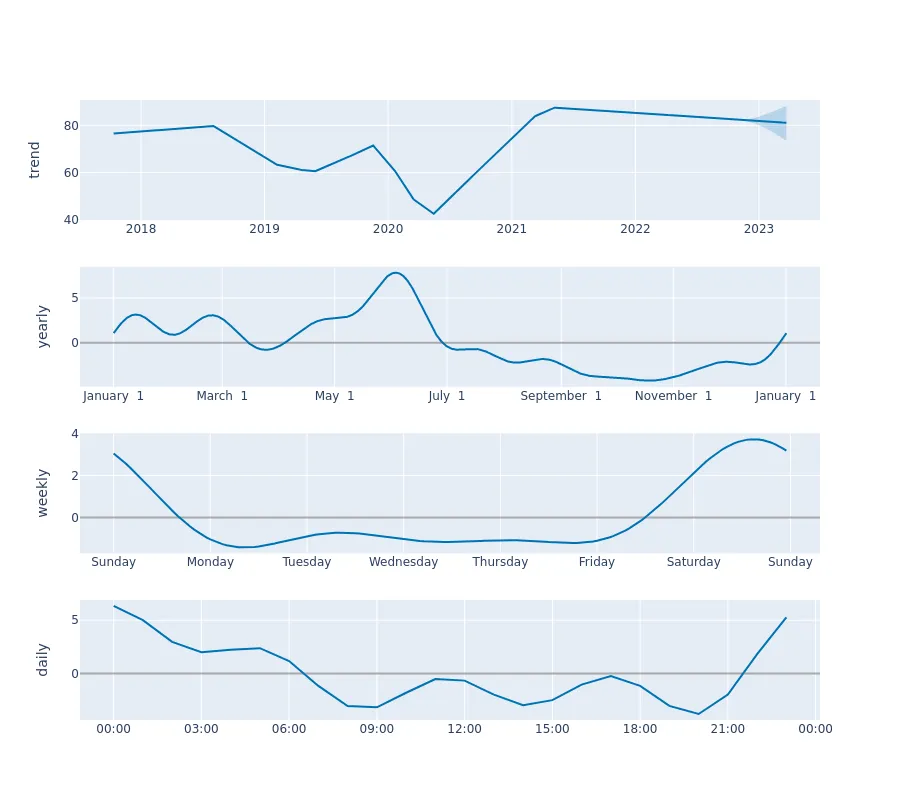 trend
80
60
40
2018 2019 2020 2021 2022 2023
yearly
5
0
January 1 March 1 May 1 July 1 September 1 November 1 January 1
weekly
4
2
0
Sunday Monday Tuesday Wednesday Thursday Friday Saturday Sunday
daily
5
0
00:00 03:00 06:00 09:00 12:00 15:00 18:00 21:00 00:00